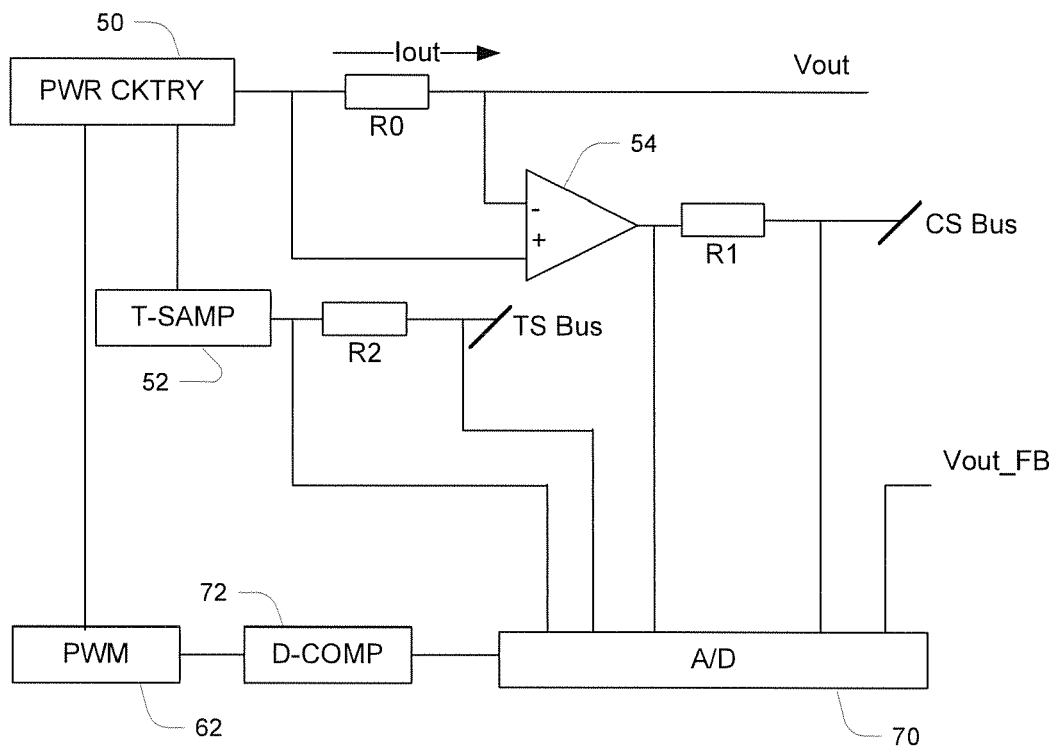 50
Iout
PWR CKTRY
Vout
R0
54
-
+
R1
CS Bus
T-SAMP
R2
TS Bus
52
Vout_FB
72
PWM
D-COMP
A/D
62
70